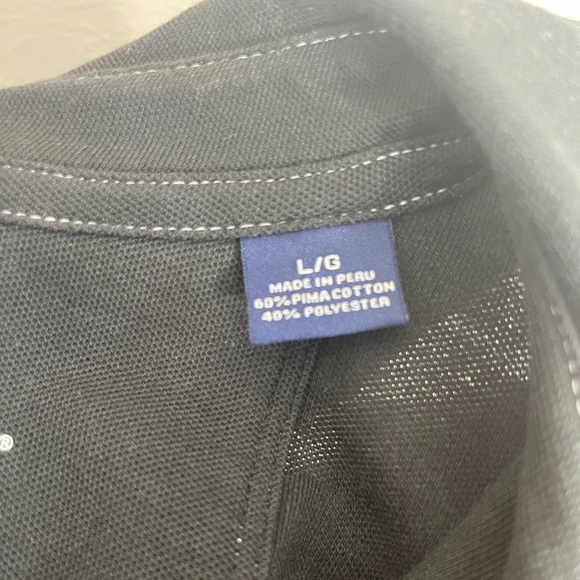 L/G
MADE IN PERU
60% PIMA COTTON
40% POLYESTER
®